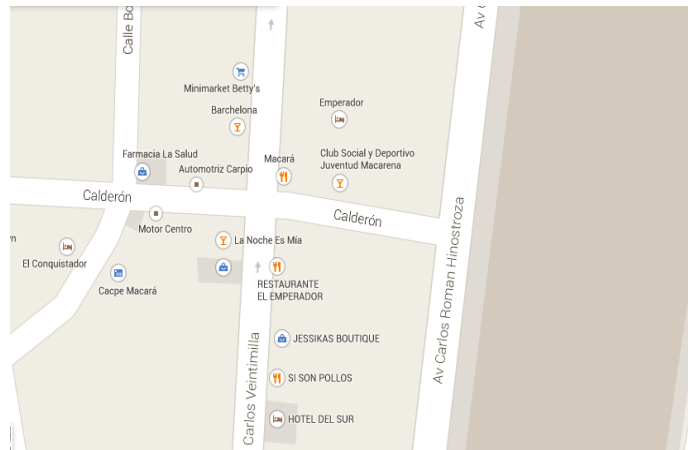 Calle Bo
Av C
Minimarket Betty's
Barchelona
Emperador
Farmacia La Salud
Automotriz Carpio
Macará
Club Social y Deportivo
Juventud Macarena
Calderón
Calderón
Motor Centro
La Noche Es Mía
El Conquistador
Cacpe Macará
RESTAURANTE
EL EMPERADOR
Av Carlos Roman Hinostroza
JESSIKAS BOUTIQUE
Carlos Veintimilla
SI SON POLLOS
HOTEL DEL SUR